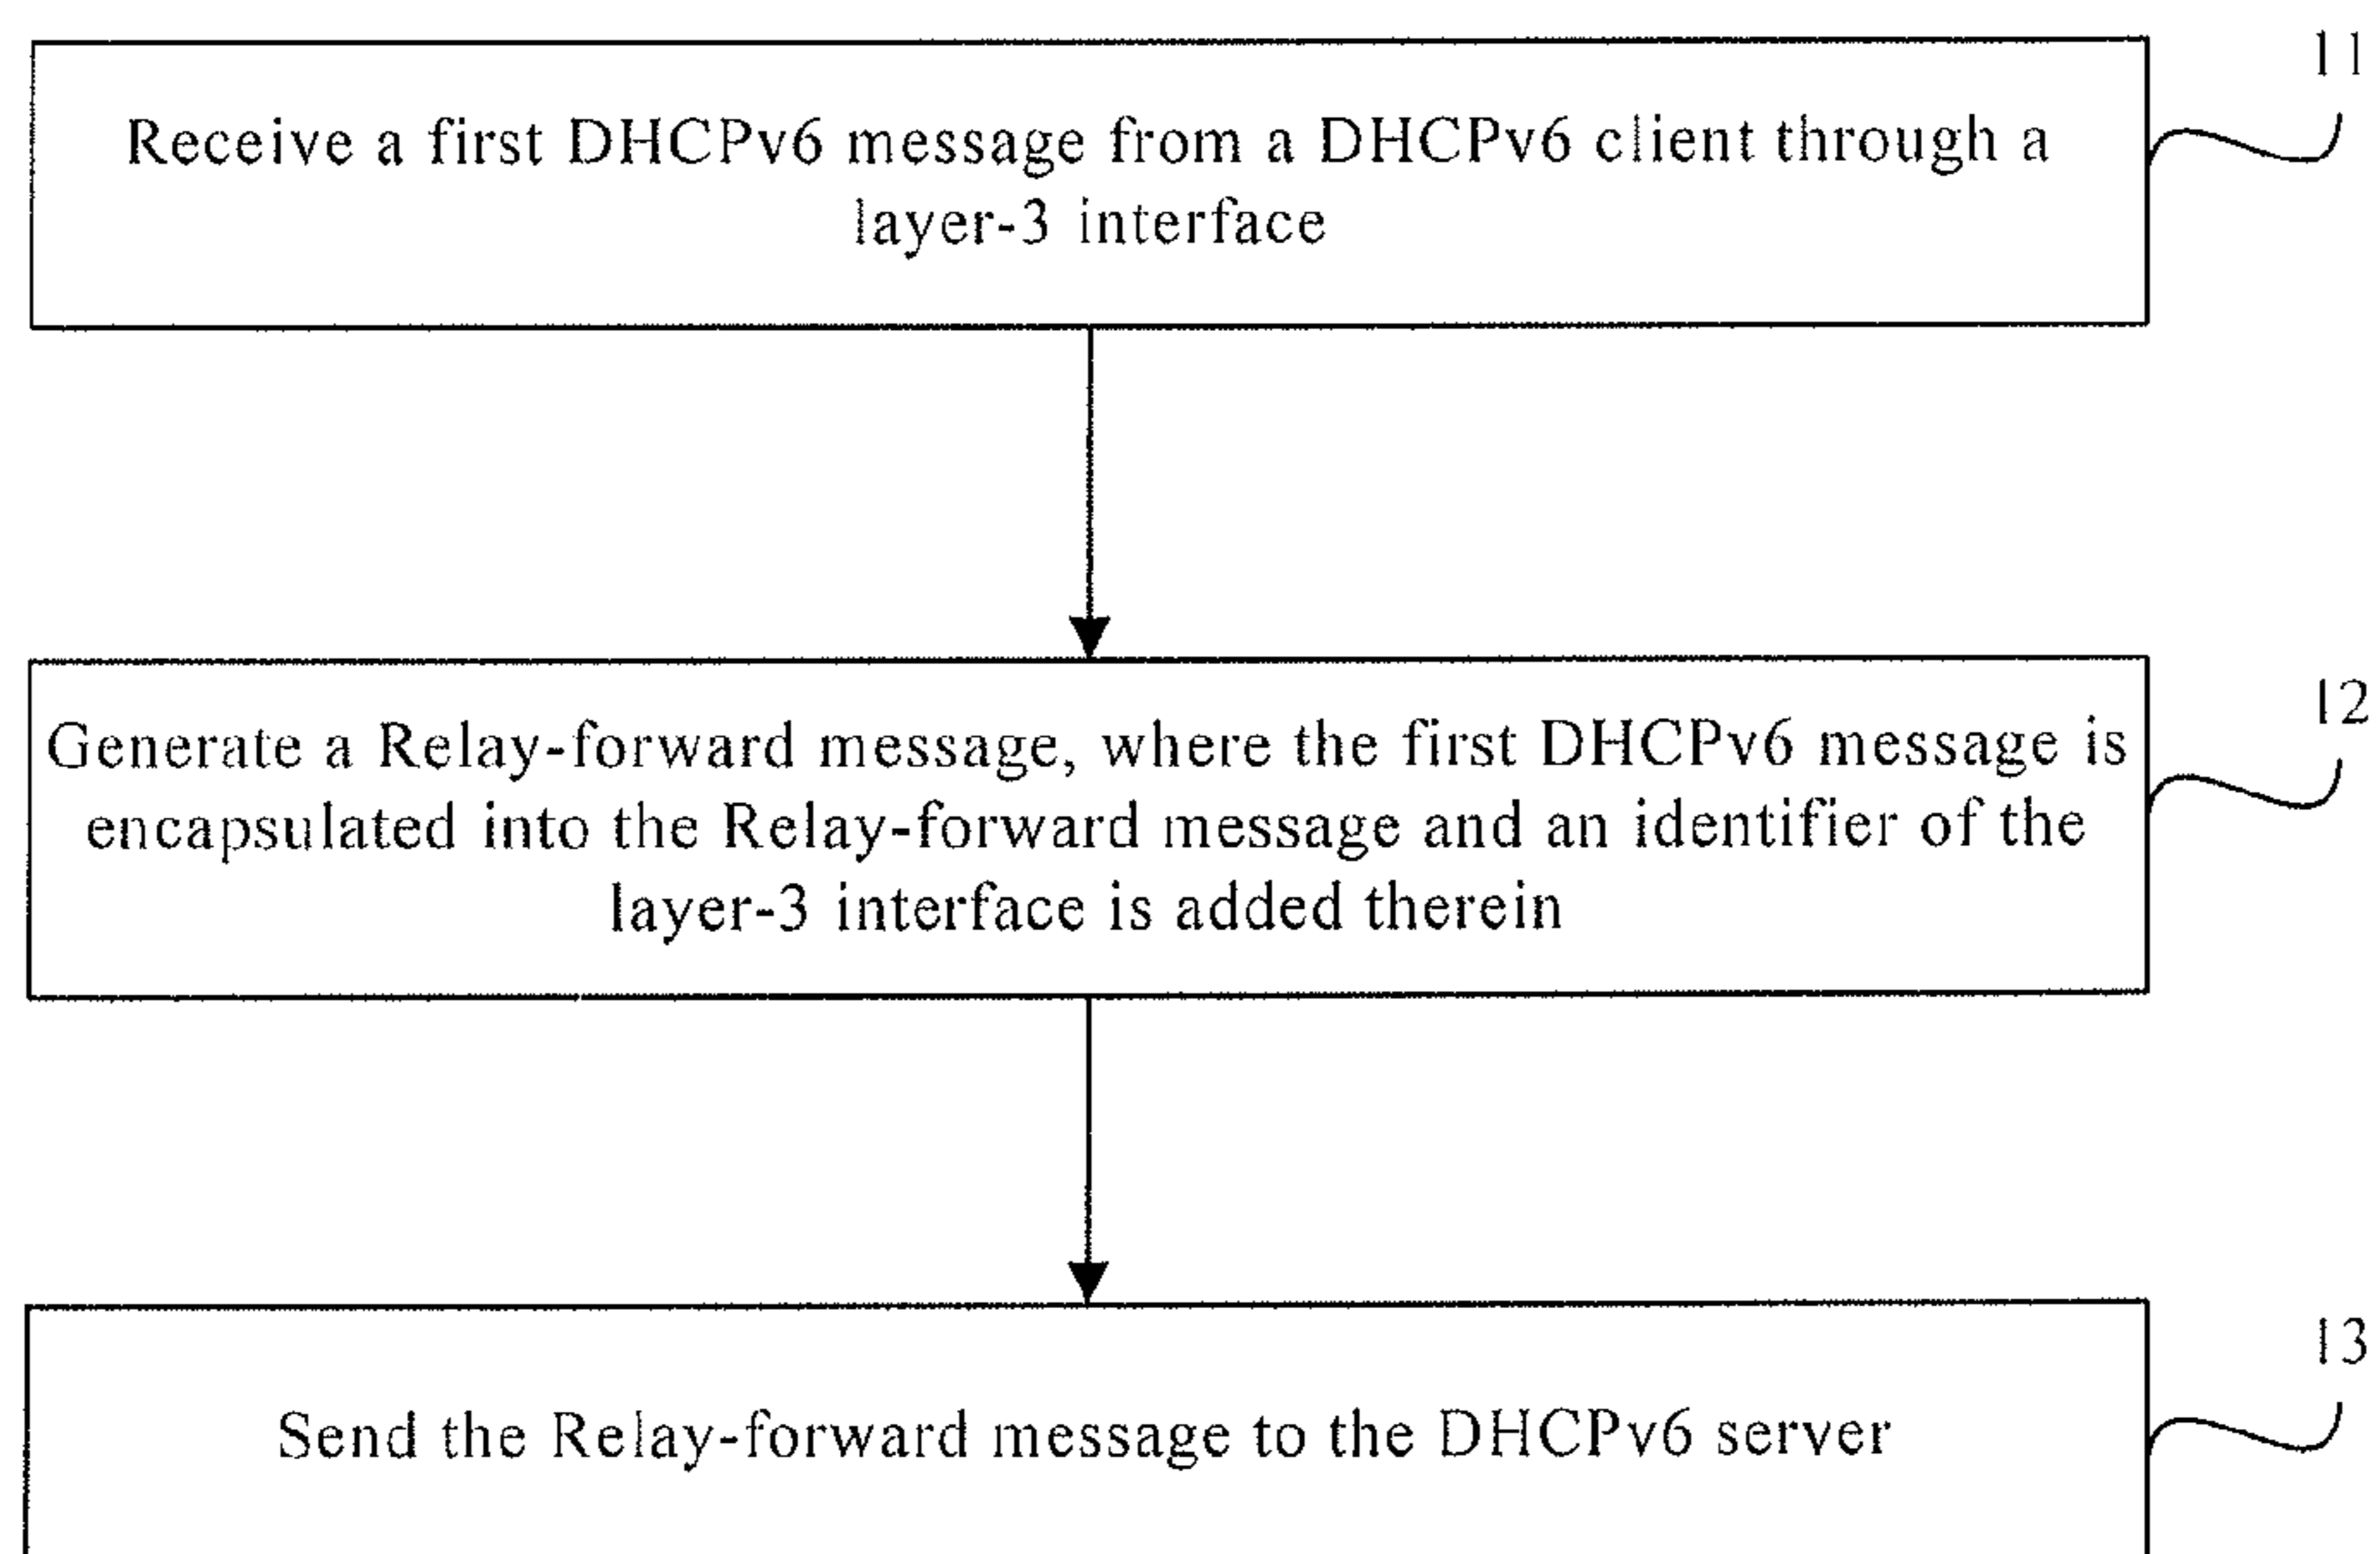 11
Receive a first DHCPv6 message from a DHCPv6 client through a
layer-3 interface
12
Generate a Relay-forward message, where the first DHCPv6 message is
encapsulated into the Relay-forward message and an identifier of the
layer-3 interface is added therein
13
Send the Relay-forward message to the DHCPv6 server